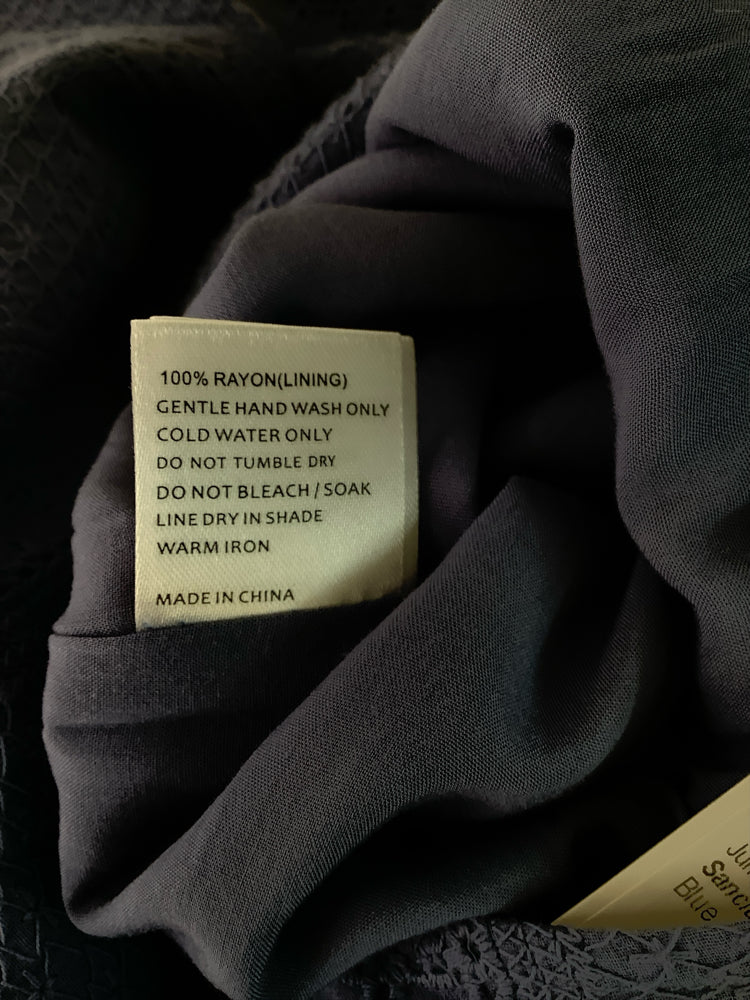 100% RAYON(LINING)
GENTLE HAND WASH ONLY
COLD WATER ONLY
DO NOT TUMBLE DRY
DO NOT BLEACH / SOAK
LINE DRY IN SHADE
WARM IRON
MADE IN CHINA
Blue